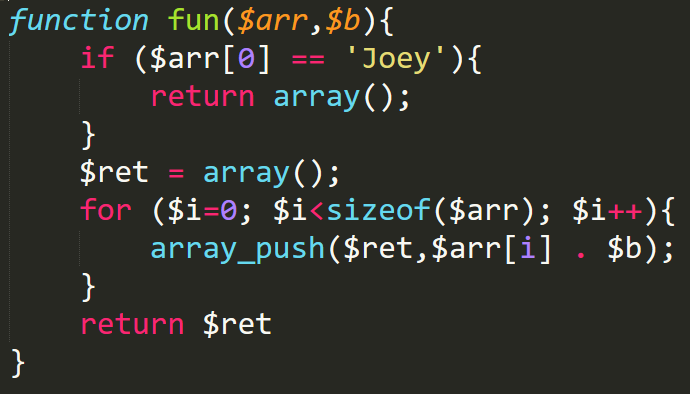 function fun($arr,$b){
if ($arr[0] == 'Joey'){
return array();
}
$ret = array();
for ($i=0; $i<sizeof($arr); $i++){
array_push($ret,$arr[i] . $b);
}
return $ret
}